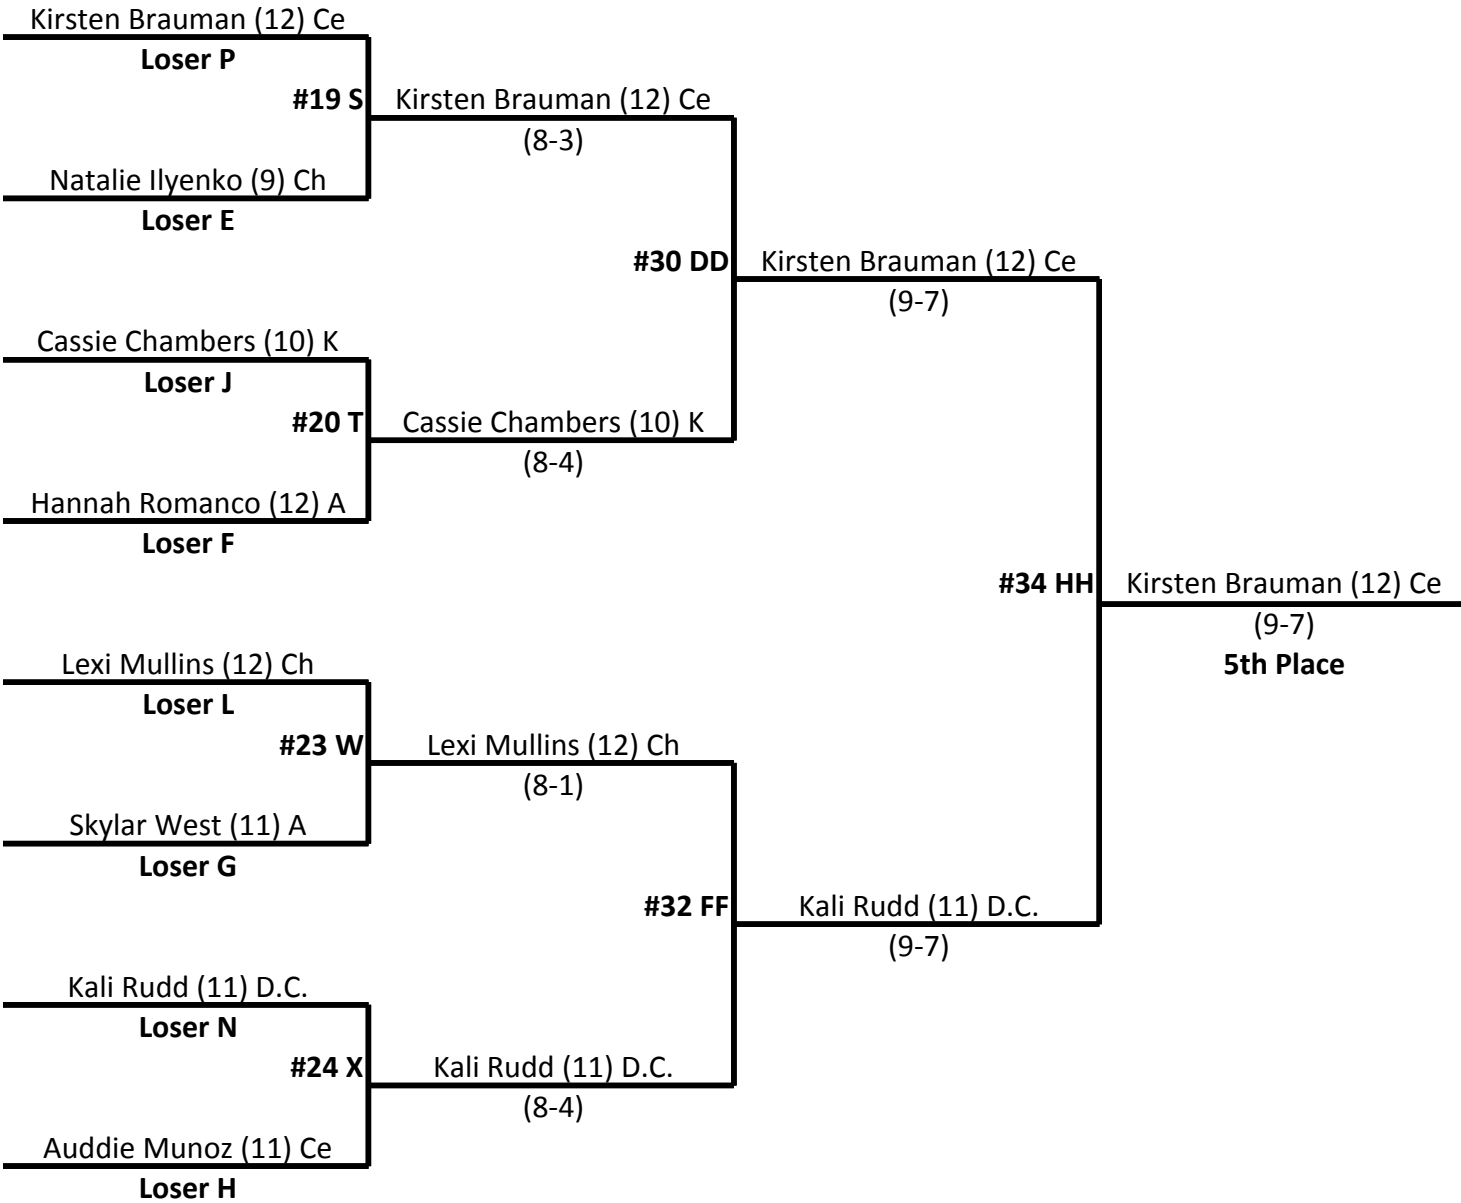 Kirsten Brauman (12) Ce
Loser P
#19 S
Kirsten Brauman (12) Ce
(8-3)
Natalie Ilyenko (9) Ch
Loser E
#30 DD
Kirsten Brauman (12) Ce
(9-7)
Cassie Chambers (10) K
Loser J
#20 T
Cassie Chambers (10) K
(8-4)
Hannah Romanco (12) A
Loser F
#34 HH
Kirsten Brauman (12) Ce
(9-7)
5th Place
Lexi Mullins (12) Ch
Loser L
#23 W
Lexi Mullins (12) Ch
(8-1)
Skylar West (11) A
Loser G
#32 FF
Kali Rudd (11) D.C.
(9-7)
Kali Rudd (11) D.C.
Loser N
#24 X
Kali Rudd (11) D.C.
(8-4)
Auddie Munoz (11) Ce
Loser H